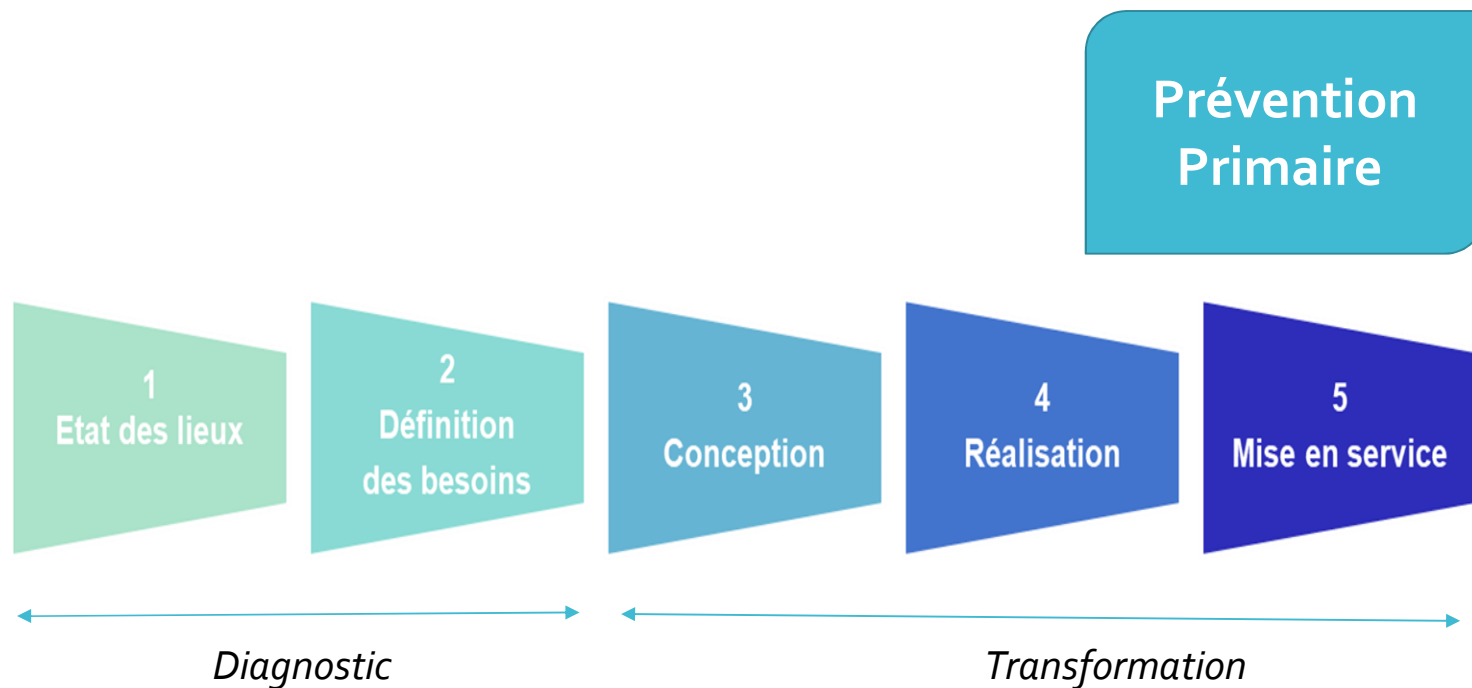 Prévention
Primaire
1
Etat des lieux
2
Définition
des besoins
3
Conception
4
Réalisation
5
Mise en service
Diagnostic
Transformation